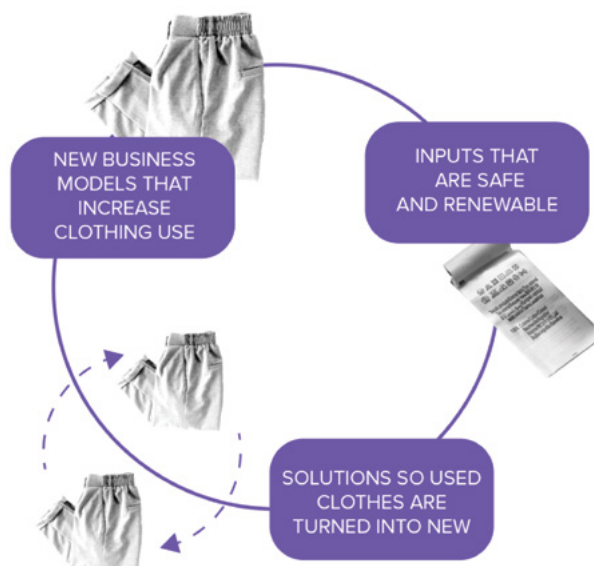 NEW BUSINESS
MODELS THAT
INCREASE
CLOTHING USE
INPUTS THAT
ARE SAFE
AND RENEWABLE
SOLUTIONS SO USED
CLOTHES ARE
TURNED INTO NEW